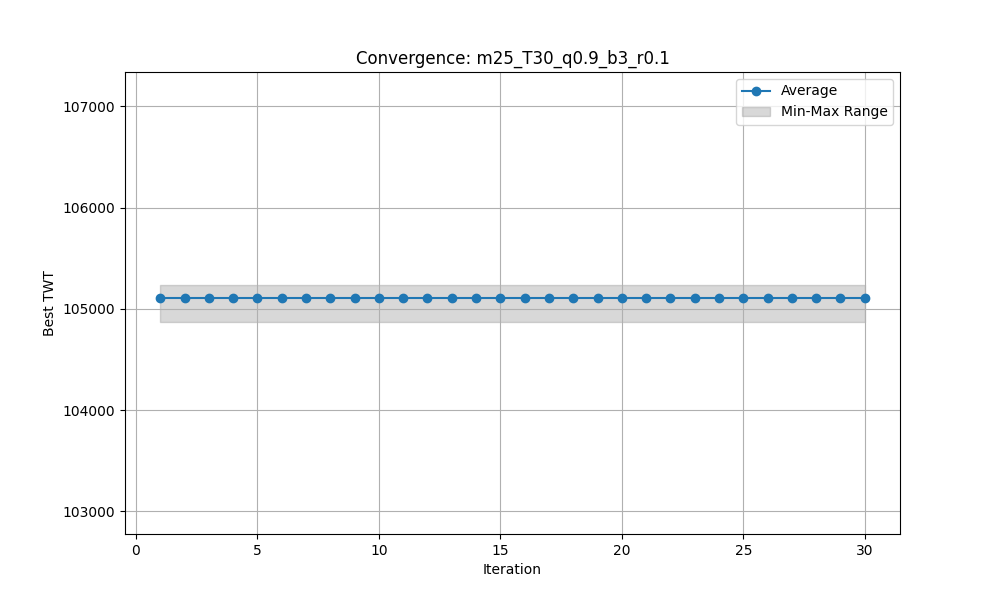 Convergence: m25_T30_q0.9_b3_r0.1
Average
Min-Max Range
107000
106000
105000
104000
103000
Best TWT
0 5 10 15 20 25 30
Iteration